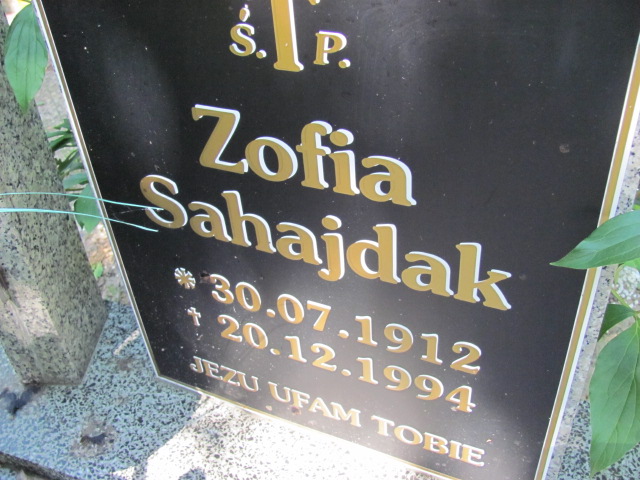 Ś. P.
Zofia
Sahajdak
* 30.07.1912
† 20.12.1994
JEZU UFAM TOBIE